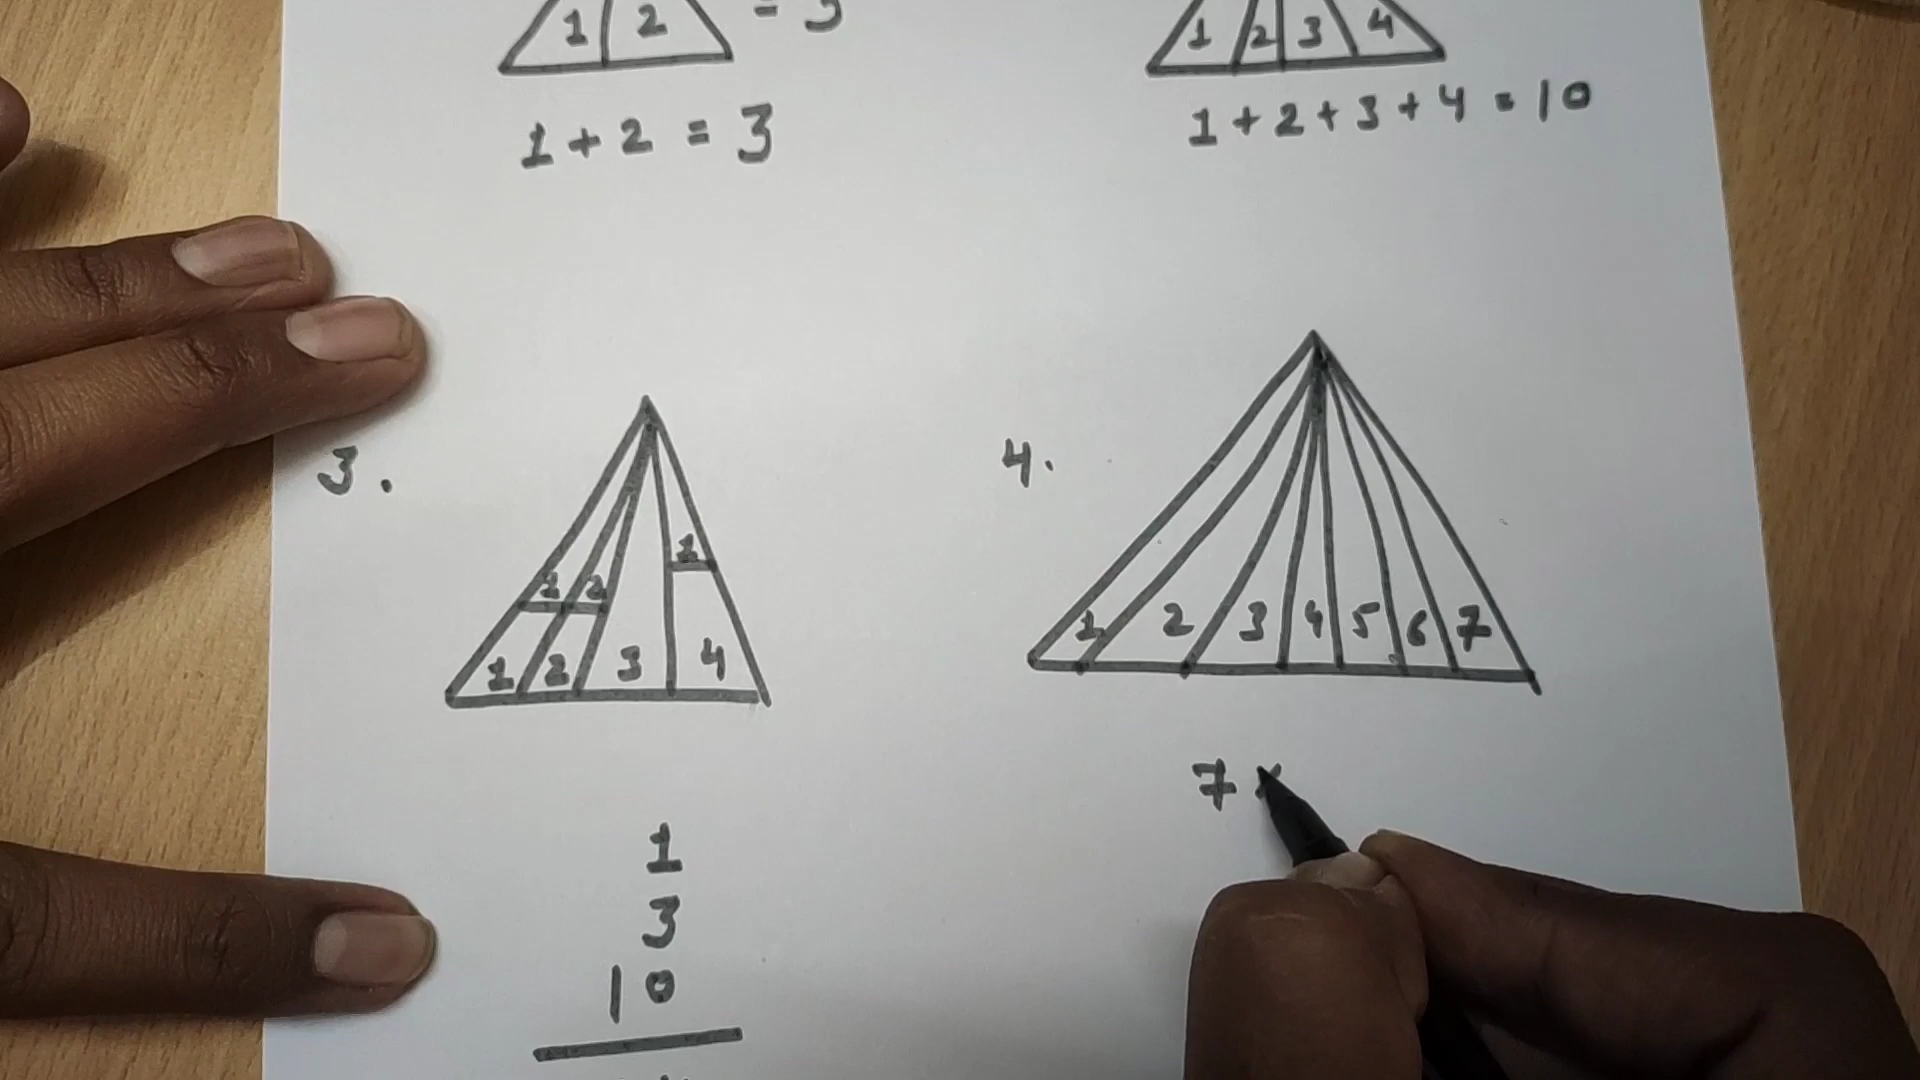 1 2 = 3
1 + 2 = 3
1 2 3 4
1 + 2 + 3 + 4 = 10
3.
1
1 2
1 2 3 4
1
3
10
4.
1 2 3 4 5 6 7
7 x